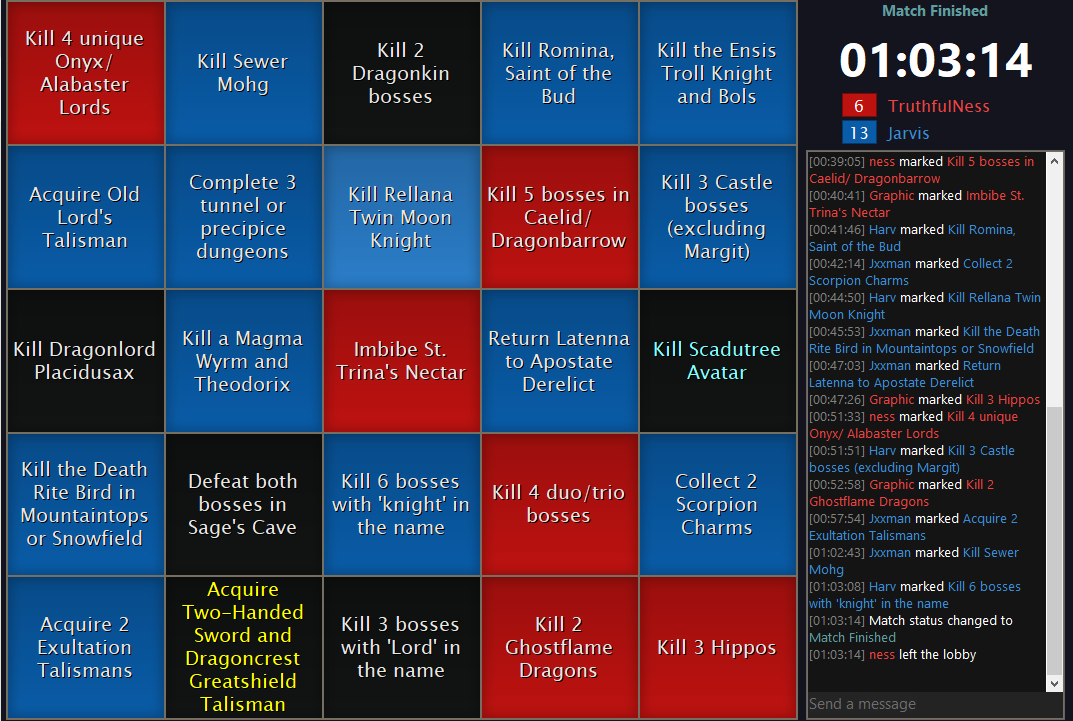 Kill 4 unique
Onyx/
Alabaster
Lords
Kill Sewer
Mohg
Kill 2
Dragonkin
bosses
Kill Romina,
Saint of the
Bud
Kill the Ensis
Troll Knight
and Bols
Acquire Old
Lord's
Talisman
Complete 3
tunnel or
precipice
dungeons
Kill Rellana
Twin Moon
Knight
Kill 5 bosses in
Caelid/
Dragonbarrow
Kill 3 Castle
bosses
(excluding
Margit)
Kill Dragonlord
Placidusax
Kill a Magma
Wyrm and
Theodorix
Imbibe St.
Trina's Nectar
Return Latenna
to Apostate
Derelict
Kill Scadutree
Avatar
Kill the Death
Rite Bird in
Mountaintops
or Snowfield
Defeat both
bosses in
Sage's Cave
Kill 6 bosses
with 'knight' in
the name
Kill 4 duo/trio
bosses
Collect 2
Scorpion
Charms
Acquire 2
Exultation
Talismans
Acquire
Two-Handed
Sword and
Dragoncrest
Greatshield
Talisman
Kill 3 bosses
with 'Lord' in
the name
Kill 2
Ghostflame
Dragons
Kill 3 Hippos
Match Finished
01:03:14
6 TruthfulNess
13 Jarvis
[00:39:05] ness marked Kill 5 bosses in
Caelid/ Dragonbarrow
[00:40:41] Graphic marked Imbibe St.
Trina's Nectar
[00:41:46] Harv marked Kill Romina,
Saint of the Bud
[00:42:14] Jxxman marked Collect 2
Scorpion Charms
[00:44:50] Harv marked Kill Rellana Twin
Moon Knight
[00:45:53] Jxxman marked Kill the Death
Rite Bird in Mountaintops or Snowfield
[00:47:03] Jxxman marked Return
Latenna to Apostate Derelict
[00:47:26] Graphic marked Kill 3 Hippos
[00:51:33] ness marked Kill 4 unique
Onyx/ Alabaster Lords
[00:51:51] Harv marked Kill 3 Castle
bosses (excluding Margit)
[00:52:58] Graphic marked Kill 2
Ghostflame Dragons
[00:57:54] Jxxman marked Acquire 2
Exultation Talismans
[01:02:43] Jxxman marked Kill Sewer
Mohg
[01:03:08] Harv marked Kill 6 bosses
with 'knight' in the name
[01:03:14] Match status changed to
Match Finished
[01:03:14] ness left the lobby
Send a message